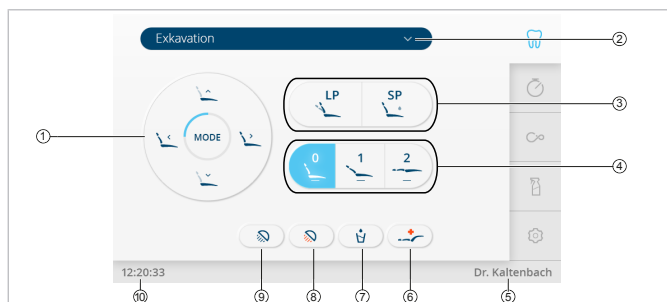 Exkavation
②
LP SP
③
①
MODE
0 1 2
④
12:20:33 Dr. Kaltenbach
⑩ ⑨ ⑧ ⑦ ⑥ ⑤